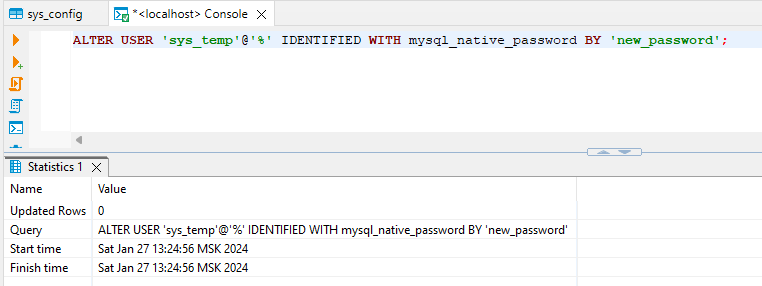 sys_config
*<localhost> Console
ALTER USER 'sys_temp'@'%' IDENTIFIED WITH mysql_native_password BY 'new_password';
Statistics 1
Name Value
Updated Rows 0
Query ALTER USER 'sys_temp'@'%' IDENTIFIED WITH mysql_native_password BY 'new_password'
Start time Sat Jan 27 13:24:56 MSK 2024
Finish time Sat Jan 27 13:24:56 MSK 2024